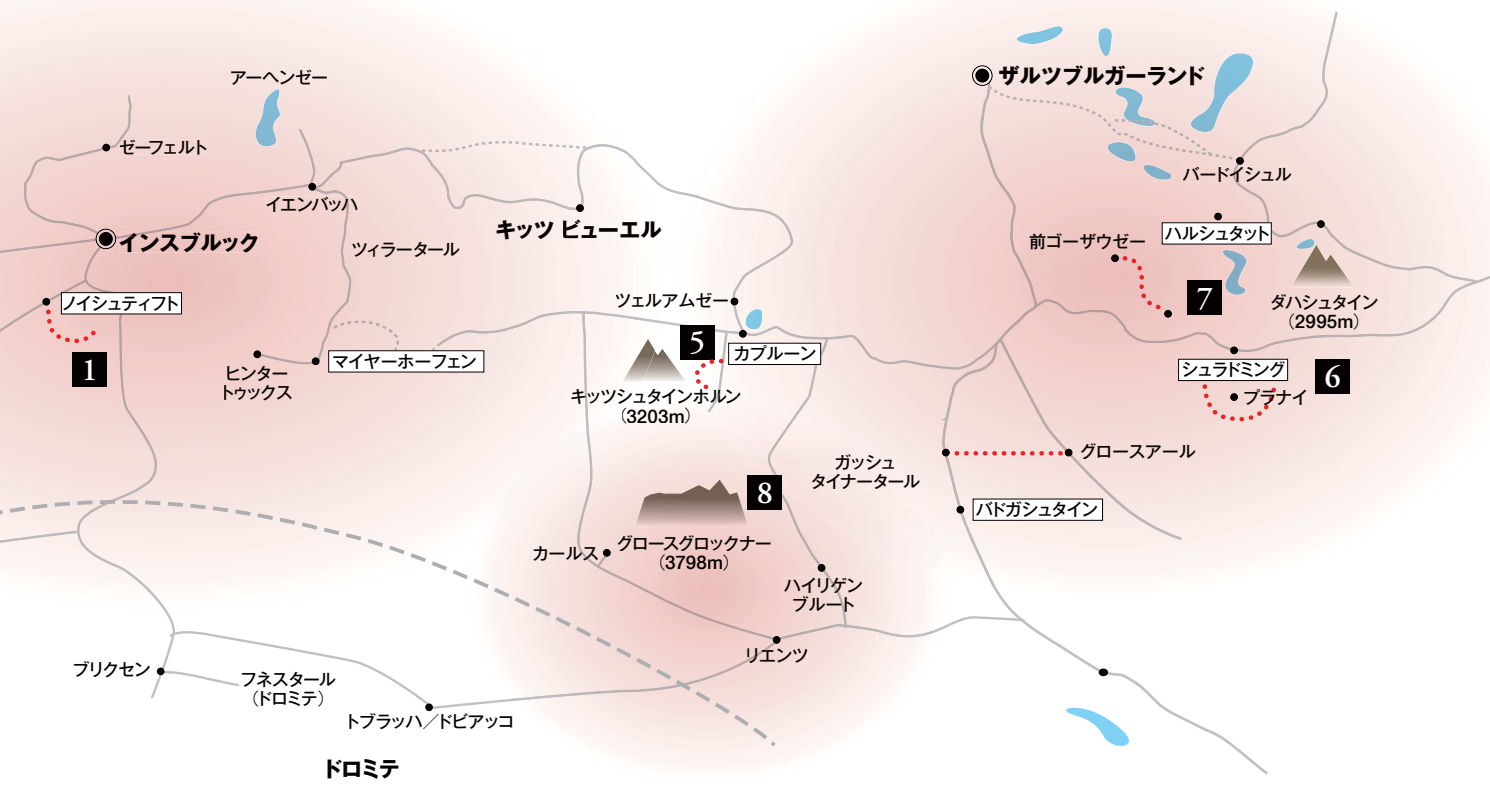 アーヘンゼー
ゼーフェルト
イエンバッハ
インスブルック
ツィラータール
キッツ ビューエル
ノイシュティフト
1
ヒンター
トゥックス
マイヤーホーフェン
ツェルアムゼー
5
カプルーン
キッツシュタインホルン
(3203m)
ザルツブルガーランド
バードイシュル
ハルシュタット
前ゴーザウゼー
7
ダハシュタイン
(2995m)
シュラドミング
6
プラナイ
グロースアール
ガッシュ
タイナータール
バドガシュタイン
8
グロースグロックナー
(3798m)
カールス
ハイリゲン
ブルート
リエンツ
ブリクセン
フネスタール
(ドロミテ)
トブラッハ／ドビアッコ
ドロミテ